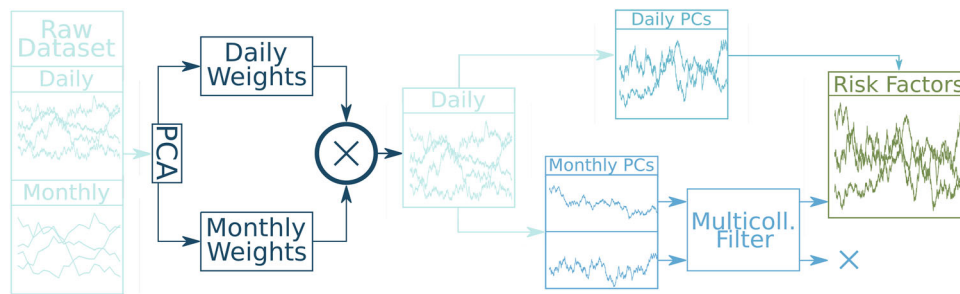 Raw
Dataset
Daily
Monthly
PCA
Daily
Weights
Monthly
Weights
×
Daily
Daily PCs
Monthly PCs
Multicoll.
Filter
Risk Factors
×